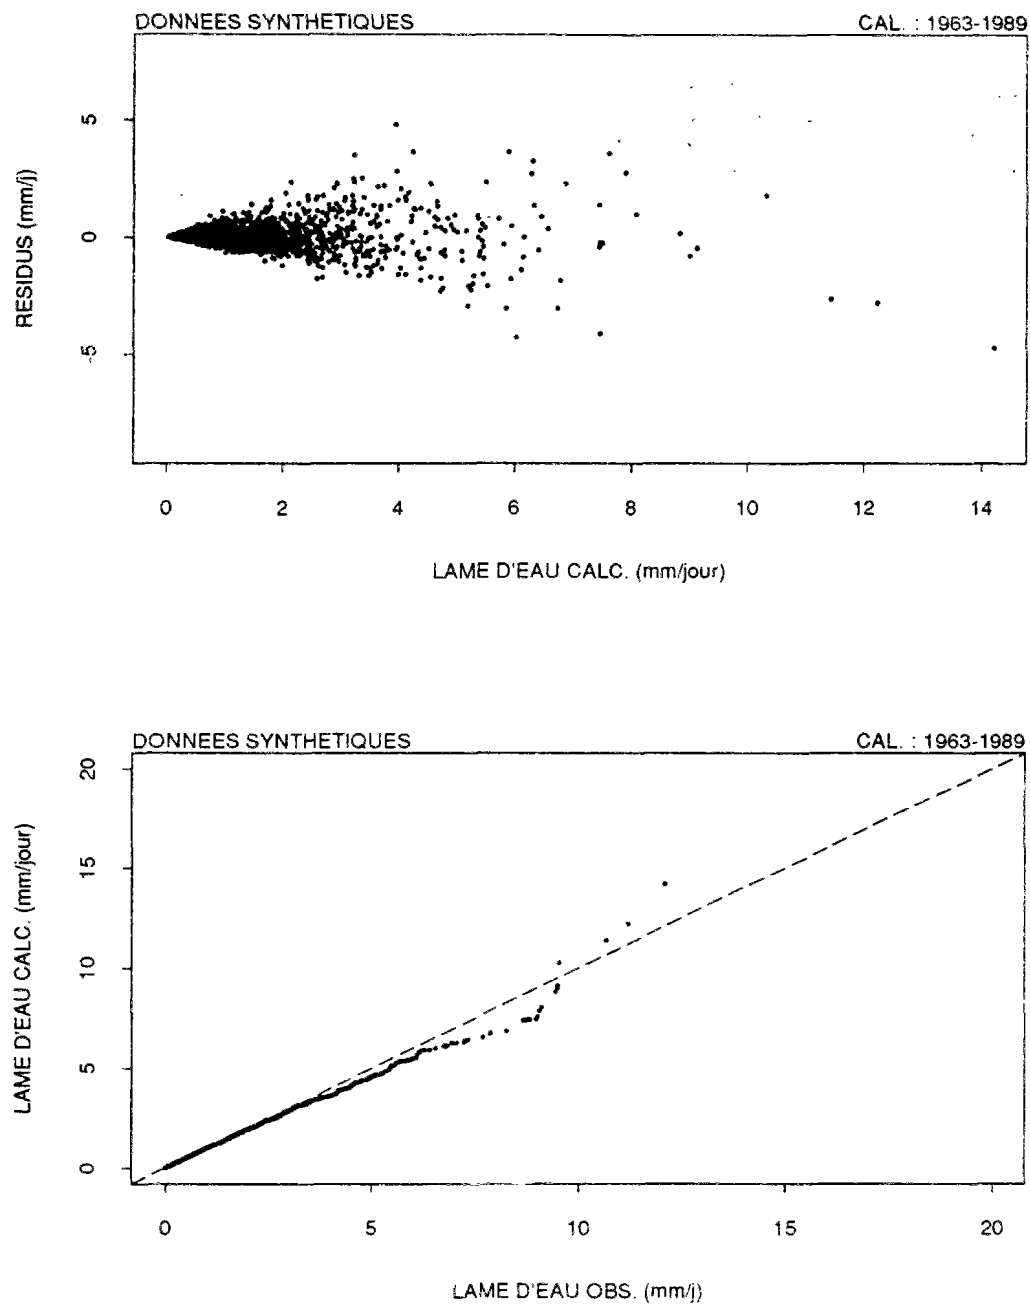 DONNEES SYNTHETIQUES CAL. : 1963-1989
5
0
-5
RESIDUS (mm/j)
0 2 4 6 8 10 12 14
LAME D'EAU CALC. (mm/jour)
DONNEES SYNTHETIQUES CAL. : 1963-1989
20
15
10
5
0
LAME D'EAU CALC. (mm/jour)
0 5 10 15 20
LAME D'EAU OBS. (mm/j)